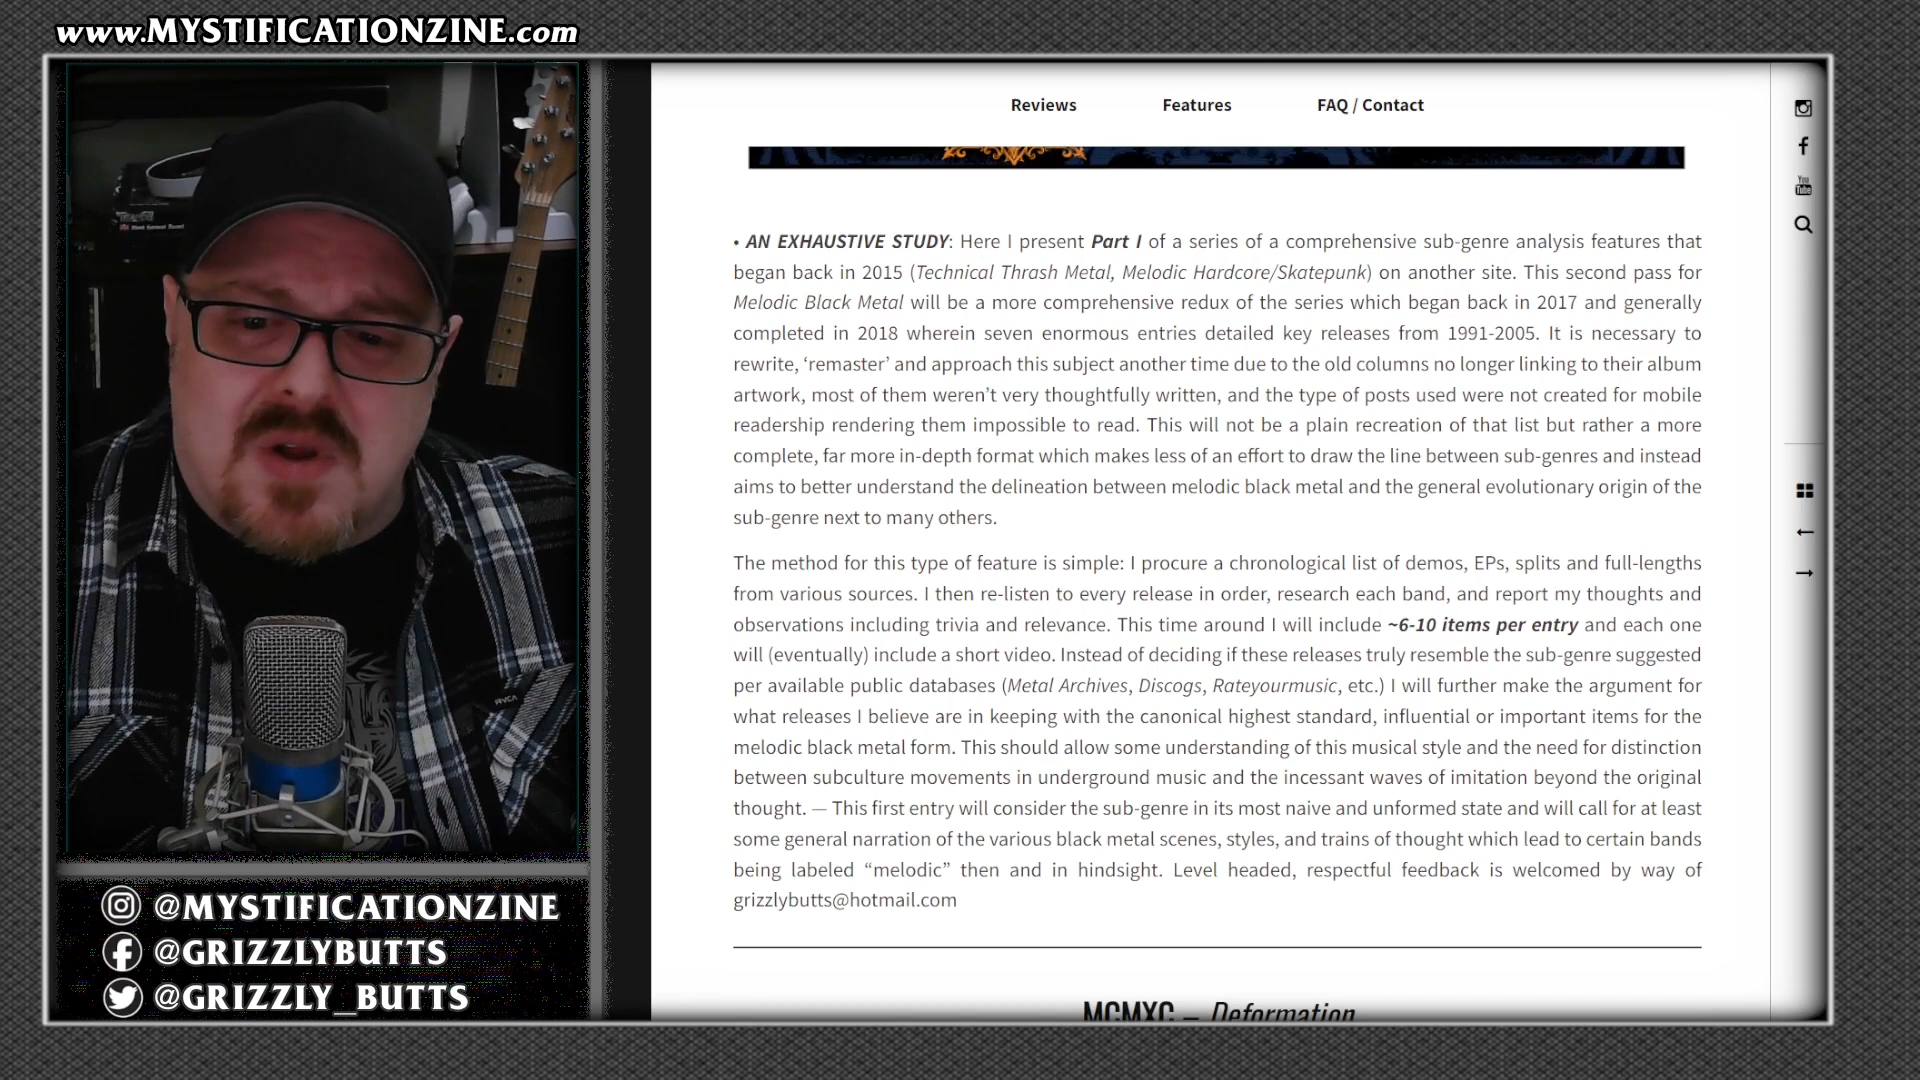 www.MYSTIFICATIONZINE.com
Reviews
Features
FAQ / Contact
• AN EXHAUSTIVE STUDY: Here I present Part I of a series of a comprehensive sub-genre analysis features that
began back in 2015 (Technical Thrash Metal, Melodic Hardcore/Skatepunk) on another site. This second pass for
Melodic Black Metal will be a more comprehensive redux of the series which began back in 2017 and generally
completed in 2018 wherein seven enormous entries detailed key releases from 1991-2005. It is necessary to
rewrite, ‘remaster’ and approach this subject another time due to the old columns no longer linking to their album
artwork, most of them weren’t very thoughtfully written, and the type of posts used were not created for mobile
readership rendering them impossible to read. This will not be a plain recreation of that list but rather a more
complete, far more in-depth format which makes less of an effort to draw the line between sub-genres and instead
aims to better understand the delineation between melodic black metal and the general evolutionary origin of the
sub-genre next to many others.
The method for this type of feature is simple: I procure a chronological list of demos, EPs, splits and full-lengths
from various sources. I then re-listen to every release in order, research each band, and report my thoughts and
observations including trivia and relevance. This time around I will include ~6-10 items per entry and each one
will (eventually) include a short video. Instead of deciding if these releases truly resemble the sub-genre suggested
per available public databases (Metal Archives, Discogs, Rateyourmusic, etc.) I will further make the argument for
what releases I believe are in keeping with the canonical highest standard, influential or important items for the
melodic black metal form. This should allow some understanding of this musical style and the need for distinction
between subculture movements in underground music and the incessant waves of imitation beyond the original
thought. — This first entry will consider the sub-genre in its most naive and unformed state and will call for at least
some general narration of the various black metal scenes, styles, and trains of thought which lead to certain bands
being labeled “melodic” then and in hindsight. Level headed, respectful feedback is welcomed by way of
grizzlybutts@hotmail.com
MCMXC – Deformation
You
Tube
RVCA
@MYSTIFICATIONZINE
@GRIZZLYBUTTS
@GRIZZLY_BUTTS